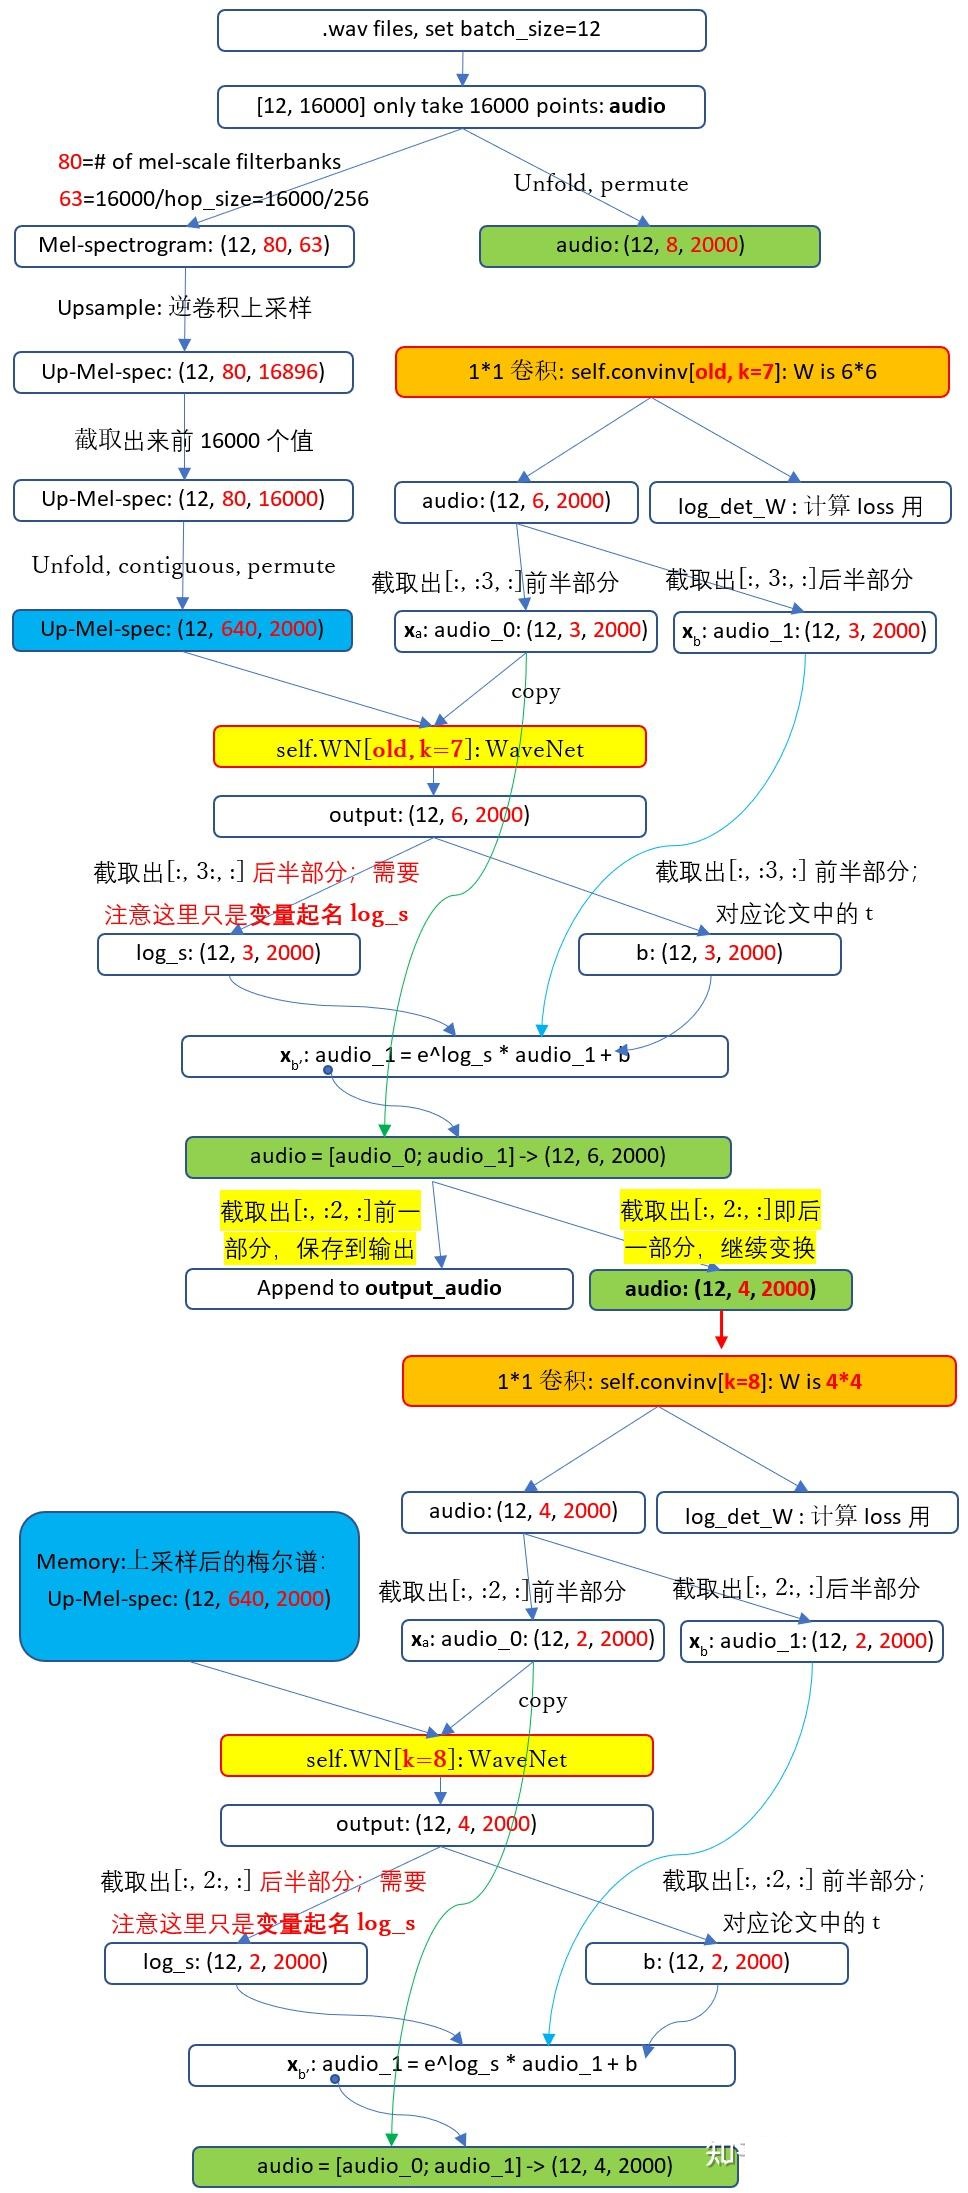 .wav files, set batch_size=12
[12, 16000] only take 16000 points: audio
80=# of mel-scale filterbanks
63=16000/hop_size=16000/256
Unfold, permute
Mel-spectrogram: (12, 80, 63)
audio: (12, 8, 2000)
Upsample: 逆卷积上采样
Up-Mel-spec: (12, 80, 16896)
1*1 卷积: self.convinv[old, k=7]: W is 6*6
截取出来前 16000 个值
Up-Mel-spec: (12, 80, 16000)
audio: (12, 6, 2000)
log_det_W : 计算 loss 用
Unfold, contiguous, permute
截取出[:, :3, :]前半部分
截取出[:, 3:, :]后半部分
Up-Mel-spec: (12, 640, 2000)
xa: audio_0: (12, 3, 2000)
xb: audio_1: (12, 3, 2000)
copy
self.WN[old, k=7]: WaveNet
output: (12, 6, 2000)
截取出[:, 3:, :] 后半部分；需要
注意这里只是变量起名 log_s
截取出[:, :3, :] 前半部分；
对应论文中的 t
log_s: (12, 3, 2000)
b: (12, 3, 2000)
xb′: audio_1 = e^log_s * audio_1 + b
audio = [audio_0; audio_1] -> (12, 6, 2000)
截取出[:, :2, :]前一
部分，保存到输出
截取出[:, 2:, :]即后
一部分，继续变换
Append to output_audio
audio: (12, 4, 2000)
1*1 卷积: self.convinv[k=8]: W is 4*4
audio: (12, 4, 2000)
log_det_W : 计算 loss 用
Memory:上采样后的梅尔谱：
Up-Mel-spec: (12, 640, 2000)
截取出[:, :2, :]前半部分
截取出[:, 2:, :]后半部分
xa: audio_0: (12, 2, 2000)
xb: audio_1: (12, 2, 2000)
copy
self.WN[k=8]: WaveNet
output: (12, 4, 2000)
截取出[:, 2:, :] 后半部分；需要
注意这里只是变量起名 log_s
截取出[:, :2, :] 前半部分；
对应论文中的 t
log_s: (12, 2, 2000)
b: (12, 2, 2000)
xb′: audio_1 = e^log_s * audio_1 + b
audio = [audio_0; audio_1] -> (12, 4, 2000)
知